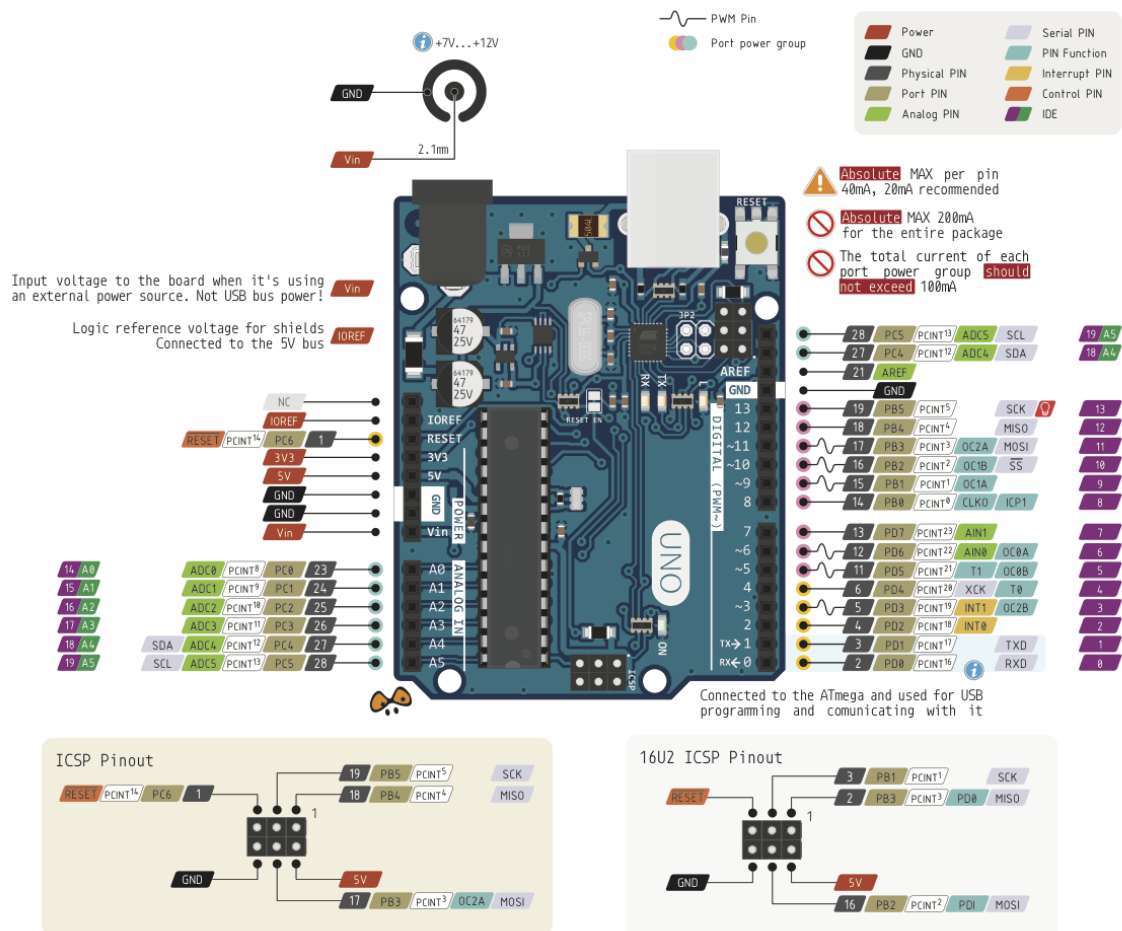 PWM Pin
Port power group
Power
GND
Physical PIN
Port PIN
Analog PIN
Serial PIN
PIN Function
Interrupt PIN
Control PIN
IDE
+7V...+12V
GND
Vin
2.1mm
Absolute MAX per pin
40mA, 20mA recommended
Absolute MAX 200mA
for the entire package
The total current of each
port power group should
not exceed 100mA
Input voltage to the board when it's using
an external power source. Not USB bus power!
Vin
Logic reference voltage for shields
Connected to the 5V bus
IOREF
NC
IOREF
RESET PCINT14 PC6 1
3V3
5V
GND
GND
Vin
14 A0 ADC0 PCINT8 PC0 23
15 A1 ADC1 PCINT9 PC1 24
16 A2 ADC2 PCINT10 PC2 25
17 A3 ADC3 PCINT11 PC3 26
18 A4 SDA ADC4 PCINT12 PC4 27
19 A5 SCL ADC5 PCINT13 PC5 28
RESET
64179
47
25V
64179
47
25V
JP2
RX TX L
RESET EN
IOREF
RESET
3V3
5V
GND
Vin
POWER
A0
A1
A2
A3
A4
A5
ANALOG IN
AREF
GND
13
12
~11
~10
~9
8
7
~6
~5
4
~3
2
TX→1
RX←0
DIGITAL (PWM~)
UNO
ON
ICSP
28 PC5 PCINT13 ADC5 SCL 19 A5
27 PC4 PCINT12 ADC4 SDA 18 A4
21 AREF
GND
19 PB5 PCINT5 SCK 13
18 PB4 PCINT4 MISO 12
17 PB3 PCINT3 OC2A MOSI 11
16 PB2 PCINT2 OC1B SS 10
15 PB1 PCINT1 OC1A 9
14 PB0 PCINT0 CLKO ICP1 8
13 PD7 PCINT23 AIN1 7
12 PD6 PCINT22 AIN0 OC0A 6
11 PD5 PCINT21 T1 OC0B 5
6 PD4 PCINT20 XCK T0 4
5 PD3 PCINT19 INT1 OC2B 3
4 PD2 PCINT18 INT0 2
3 PD1 PCINT17 TXD 1
2 PD0 PCINT16 RXD 0
Connected to the ATmega and used for USB
programming and comunicating with it
ICSP Pinout
19 PB5 PCINT5 SCK
RESET PCINT14 PC6 1
18 PB4 PCINT4 MISO
1
GND
5V
17 PB3 PCINT3 OC2A MOSI
16U2 ICSP Pinout
3 PB1 PCINT1 SCK
RESET
2 PB3 PCINT3 PD0 MISO
1
GND
5V
16 PB2 PCINT2 PDI MOSI